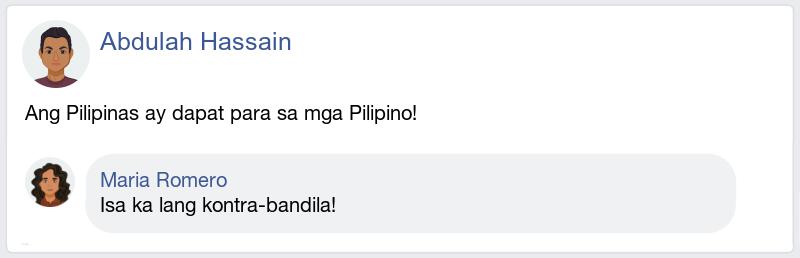 Abdulah Hassain
Ang Pilipinas ay dapat para sa mga Pilipino!
Maria Romero
Isa ka lang kontra-bandila!